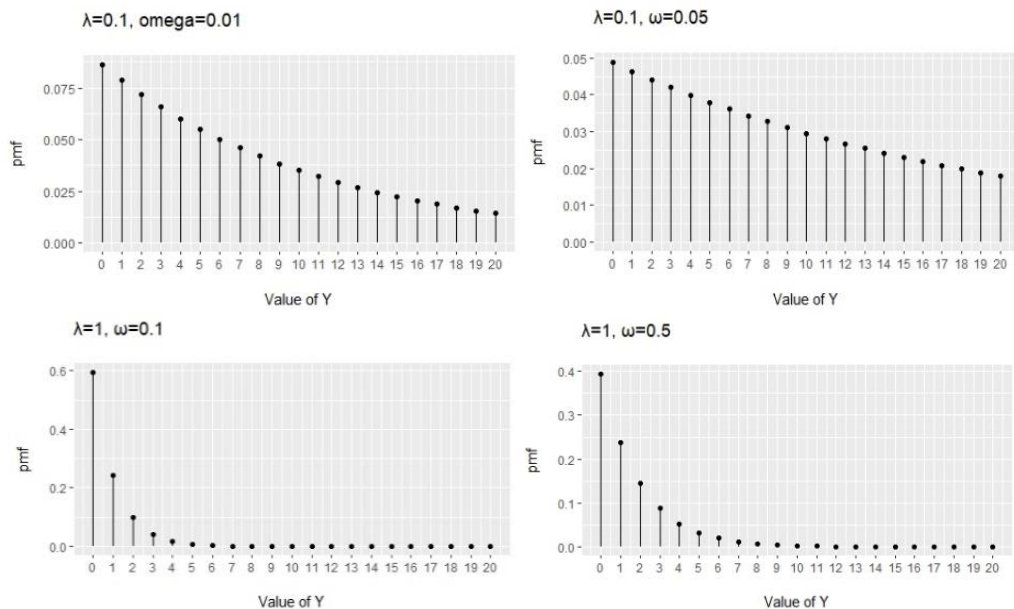 λ=0.1, omega=0.01
0.075
0.050
0.025
0.000
pmf
0 1 2 3 4 5 6 7 8 9 10 11 12 13 14 15 16 17 18 19 20
Value of Y
λ=0.1, ω=0.05
0.05
0.04
0.03
0.02
0.01
0.00
pmf
0 1 2 3 4 5 6 7 8 9 10 11 12 13 14 15 16 17 18 19 20
Value of Y
λ=1, ω=0.1
0.6
0.4
0.2
0.0
pmf
0 1 2 3 4 5 6 7 8 9 10 11 12 13 14 15 16 17 18 19 20
Value of Y
λ=1, ω=0.5
0.4
0.3
0.2
0.1
0.0
pmf
0 1 2 3 4 5 6 7 8 9 10 11 12 13 14 15 16 17 18 19 20
Value of Y